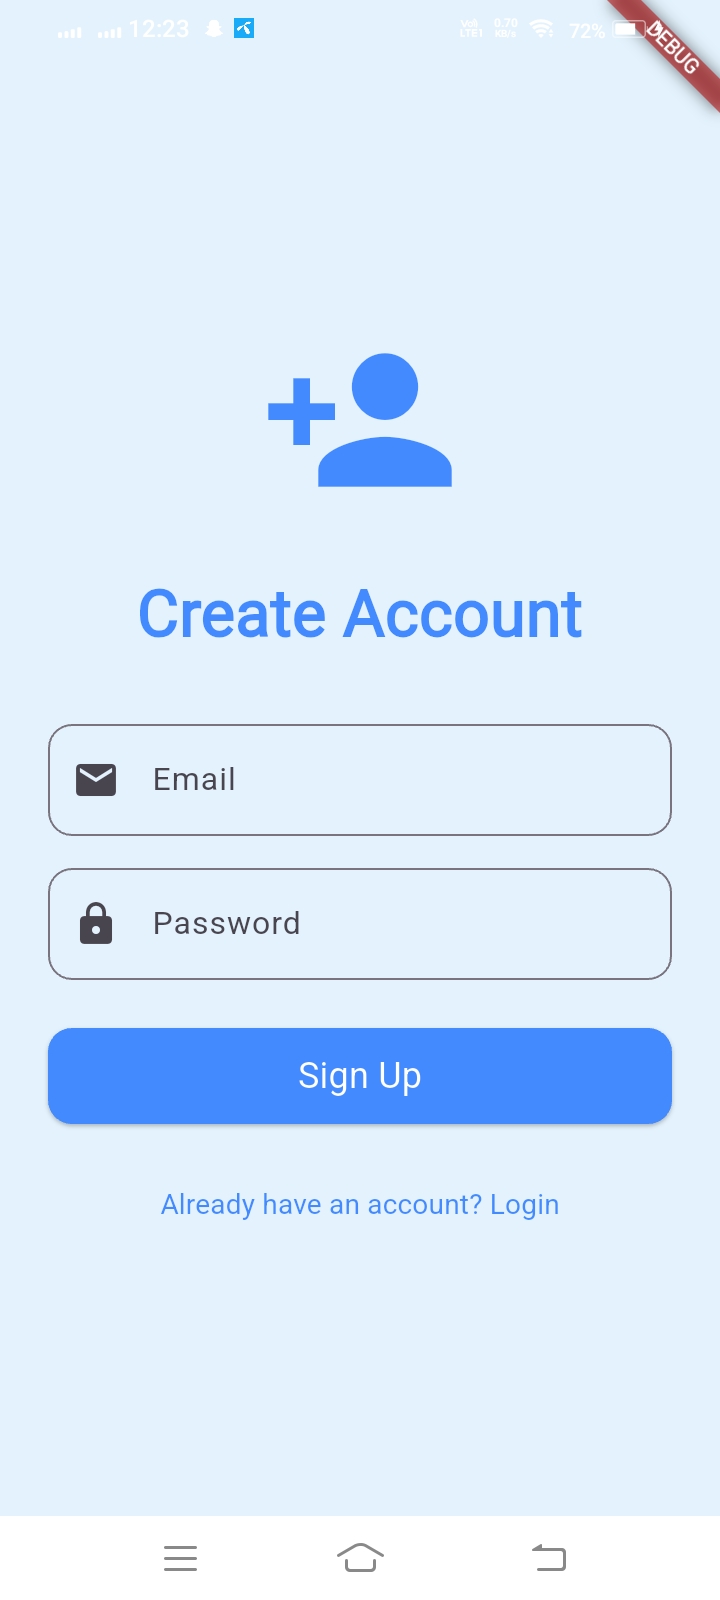 12:23
Vo)) 0.70
LTE1 KB/s
72%
DEBUG
Create Account
Email
Password
Sign Up
Already have an account? Login